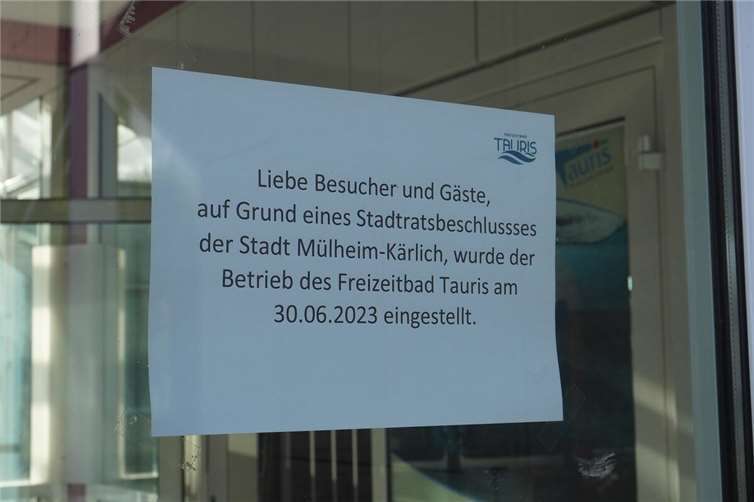 TAURIS
Liebe Besucher und Gäste,
auf Grund eines Stadtratsbeschlussses
der Stadt Mülheim-Kärlich, wurde der
Betrieb des Freizeitbad Tauris am
30.06.2023 eingestellt.
Tauris